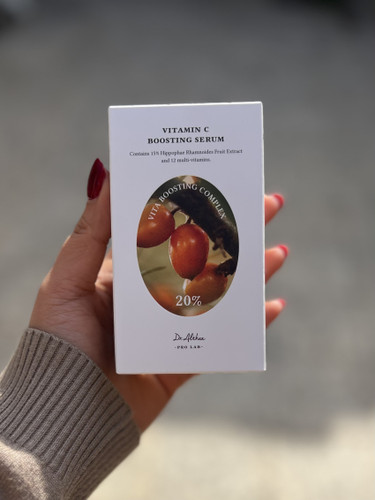 VITAMIN C
BOOSTING SERUM
Contains 15% Hippophae Rhamnoides Fruit Extract
and 12 multi-vitamins.
VITA BOOSTING COMPLEX
20%
Dr.Althea
-PRO LAB-